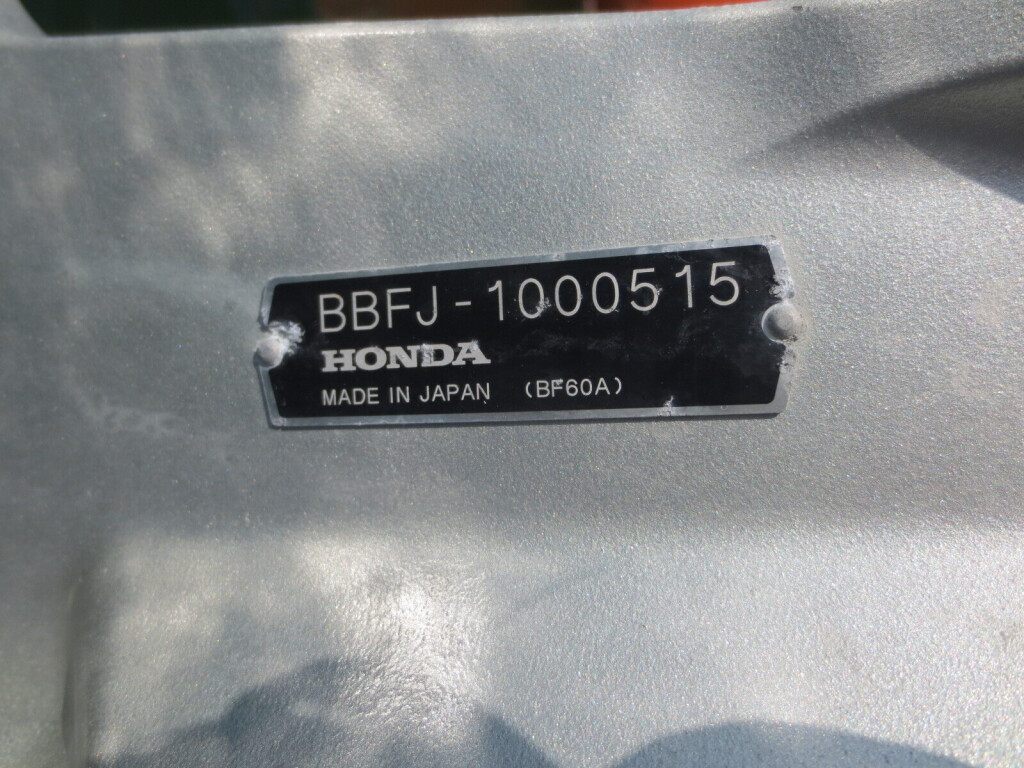 BBFJ-1000515
HONDA
MADE IN JAPAN (BF60A)